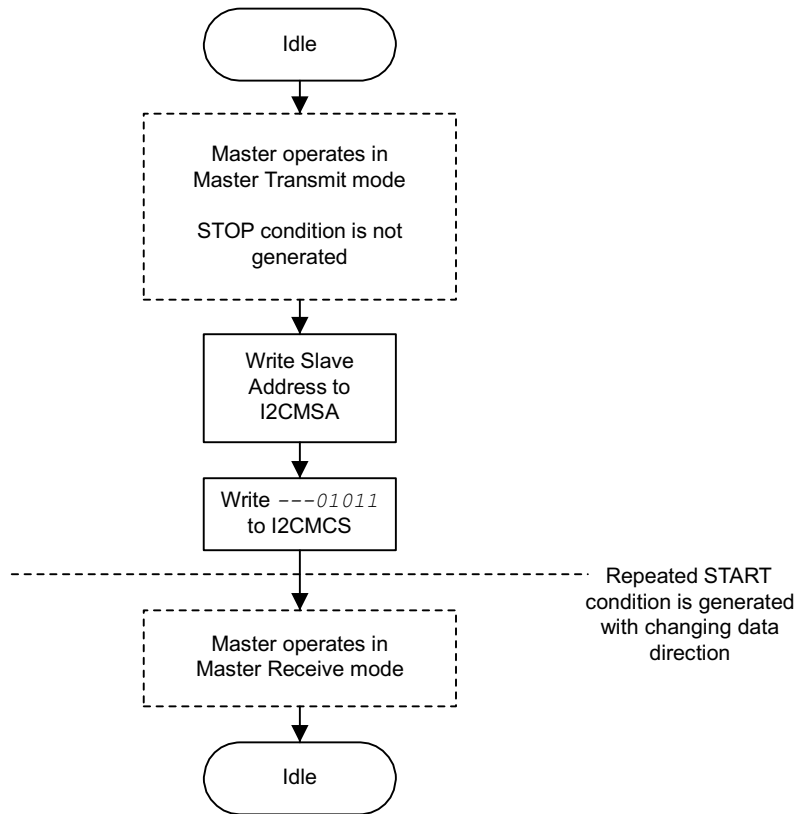 Idle
Master operates in
Master Transmit mode
STOP condition is not
generated
Write Slave
Address to
I2CMSA
Write ---01011
to I2CMCS
Repeated START
condition is generated
with changing data
direction
Master operates in
Master Receive mode
Idle